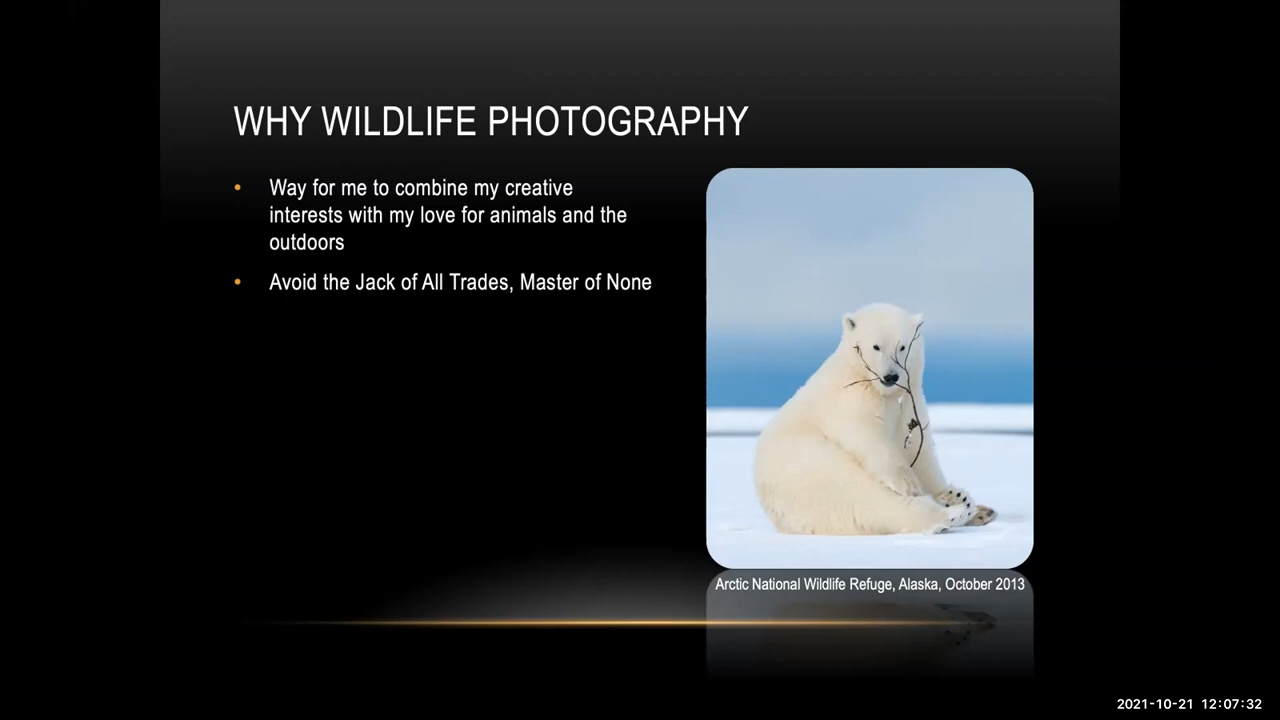 WHY WILDLIFE PHOTOGRAPHY
• Way for me to combine my creative
interests with my love for animals and the
outdoors
• Avoid the Jack of All Trades, Master of None
Arctic National Wildlife Refuge, Alaska, October 2013
2021-10-21 12:07:32